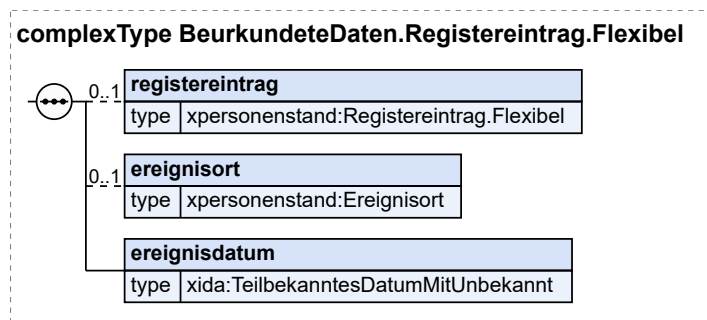 complexType BeurkundeteDaten.Registereintrag.Flexibel
0..1 registereintrag
type xpersonenstand:Registereintrag.Flexibel
0..1 ereignisort
type xpersonenstand:Ereignisort
ereignisdatum
type xida:TeilbekanntesDatumMitUnbekannt